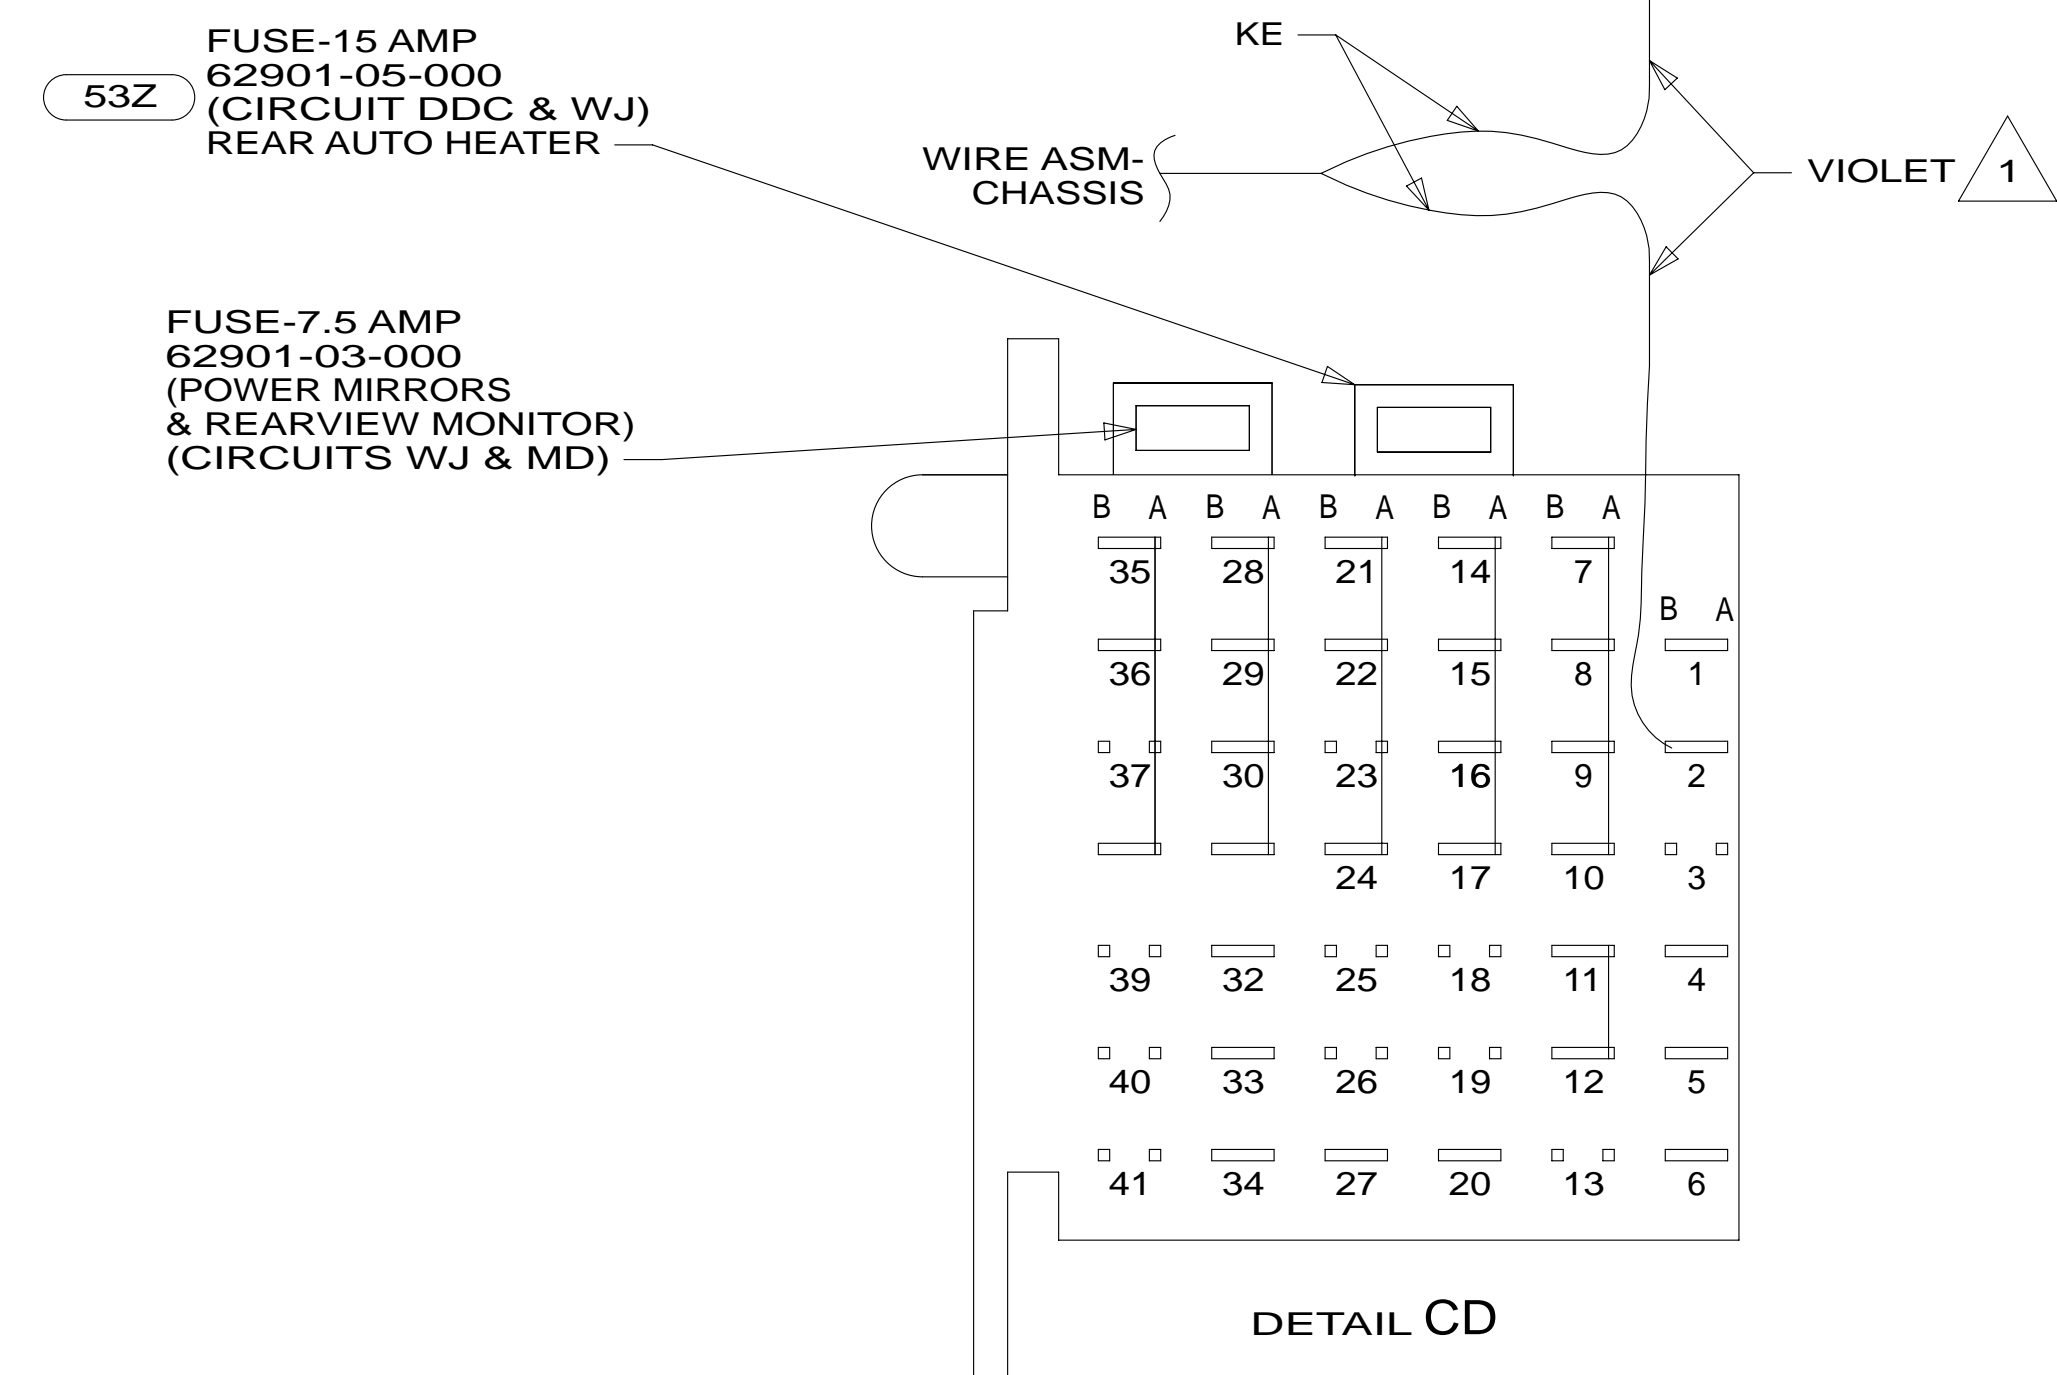 FUSE-15 AMP
62901-05-000
53Z
(CIRCUIT DDC & WJ)
REAR AUTO HEATER
KE
WIRE ASM-
CHASSIS
VIOLET 1
FUSE-7.5 AMP
62901-03-000
(POWER MIRRORS
& REARVIEW MONITOR)
(CIRCUITS WJ & MD)
B A B A B A B A B A
35 28 21 14 7
B A
36 29 22 15 8 1
37 30 23 16 9 2
24 17 10 3
39 32 25 18 11 4
40 33 26 19 12 5
41 34 27 20 13 6
DETAIL CD